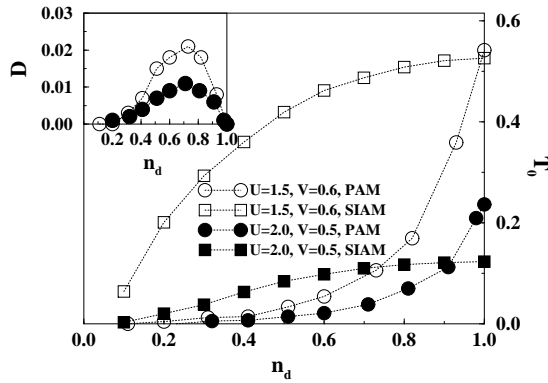 0.03
0.02
0.01
0.00
D
0.2 0.4 0.6 0.8 1.0
n_d
U=1.5, V=0.6, PAM
U=1.5, V=0.6, SIAM
U=2.0, V=0.5, PAM
U=2.0, V=0.5, SIAM
0.6
0.4
0.2
0.0
T_0
0.0 0.2 0.4 0.6 0.8 1.0
n_d